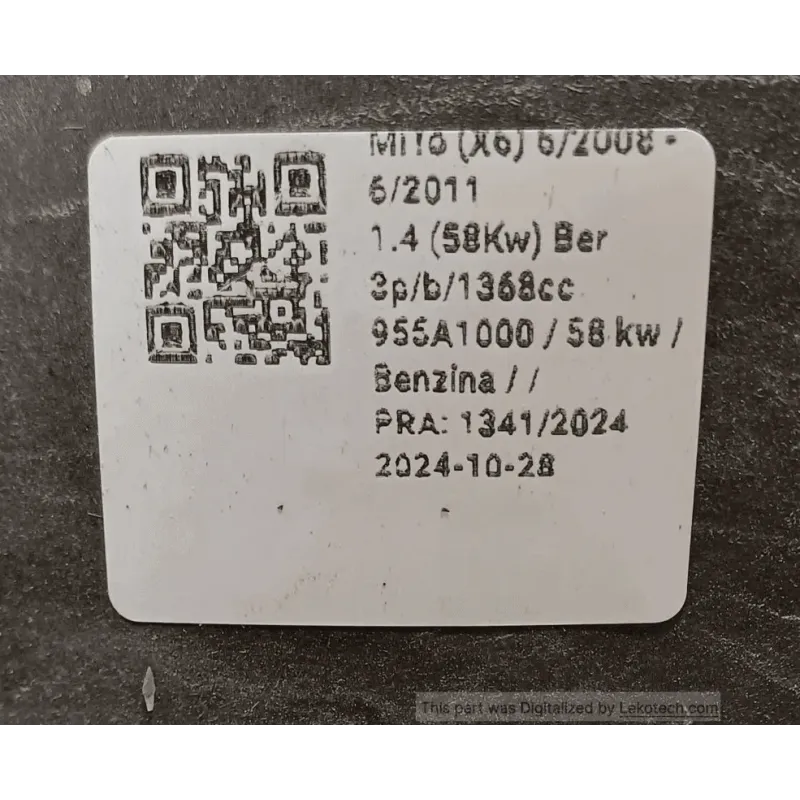 MiTo (X6) 6/2008 -
6/2011
1.4 (58Kw) Ber
3p/b/1368cc
955A1000 / 58 kw /
Benzina / /
PRA: 1341/2024
2024-10-28
This part was Digitalized by Lekotech.com